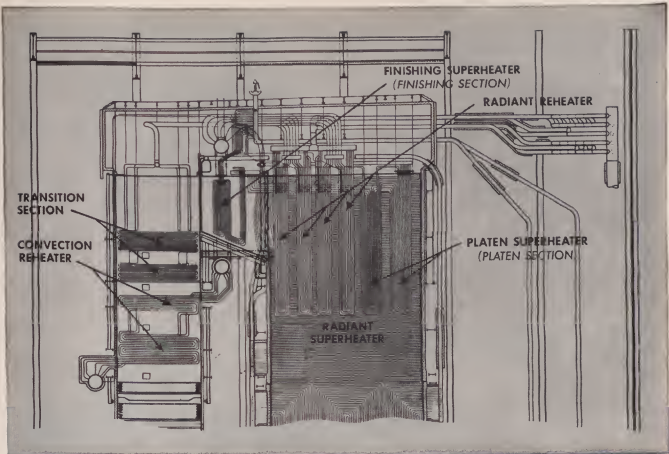 FINISHING SUPERHEATER
(FINISHING SECTION)
RADIANT REHEATER
TRANSITION
SECTION
CONVECTION
REHEATER
PLATEN SUPERHEATER
(PLATEN SECTION
RADIANT
SUPERHEATER